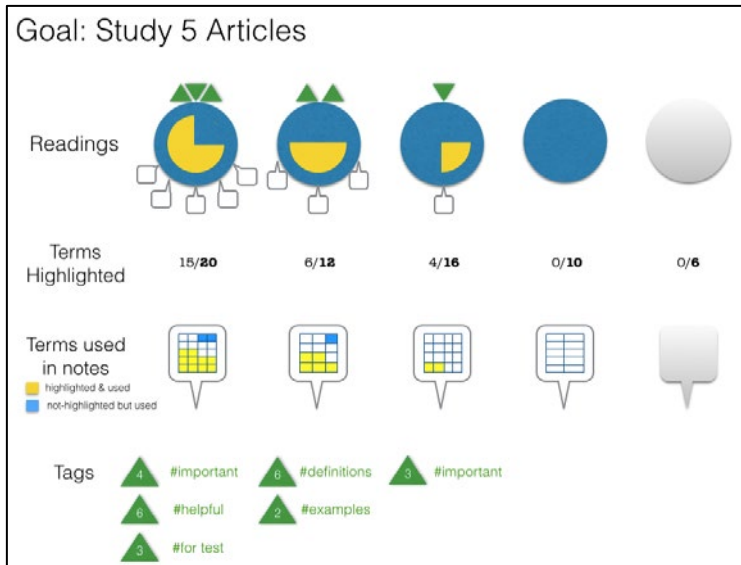 Goal: Study 5 Articles
Readings
Terms
Highlighted
15/20
6/12
4/16
0/10
0/6
Terms used
in notes
highlighted & used
not-highlighted but used
Tags
4 #important
6 #definitions
3 #important
6 #helpful
2 #examples
3 #for test